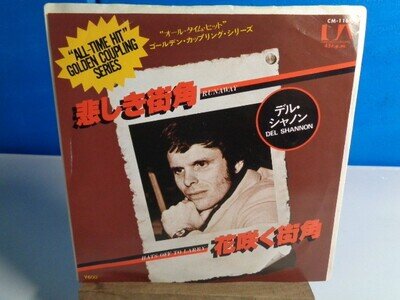 "ALL-TIME HIT"
GOLDEN COUPLING
SERIES
"オールタイム・ヒット"
ゴールデン・カップリング・シリーズ
45r.p.m.
悲しき街角
RUNAWAY
デル・
シャノン
DEL SHANNON
HATS OFF TO LARRY
花咲く街角
¥600